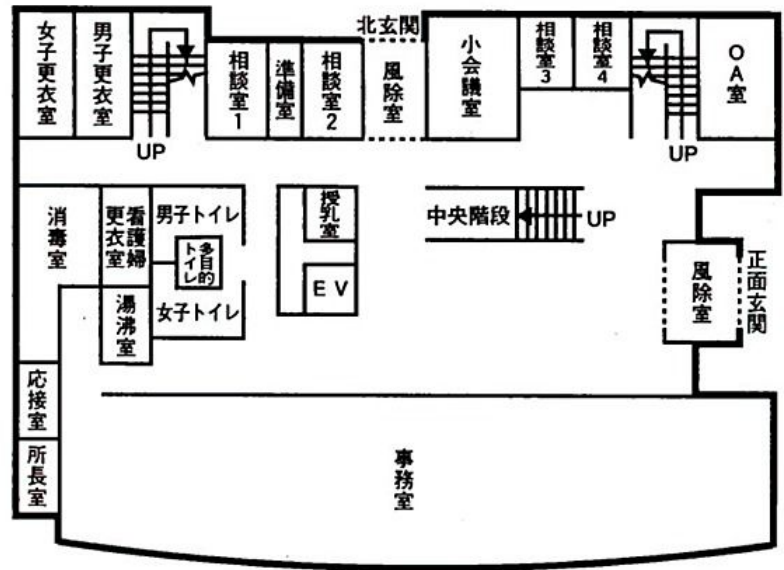 女子更衣室
男子更衣室
UP
相談室1
準備室
相談室2
北玄関
風除室
小会議室
相談室3
相談室4
UP
OA室
消毒室
看護婦
更衣室
男子トイレ
多目的
トイレ
女子トイレ
湯沸室
授乳室
EV
中央階段
UP
風除室
正面玄関
応接室
所長室
事務室